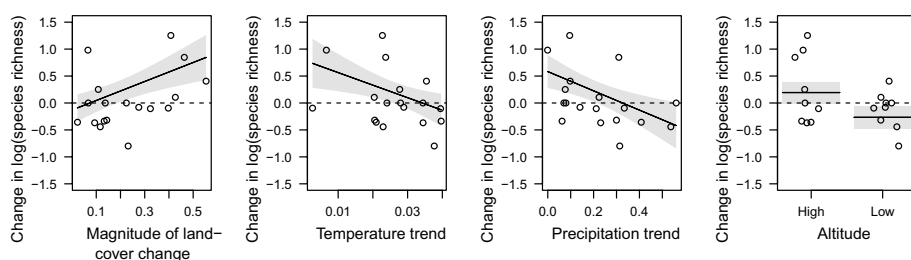 Change in log(species richness)
1.5
1.0
0.5
0.0
−0.5
−1.0
−1.5
0.1 0.3 0.5
Magnitude of land−
cover change
Change in log(species richness)
1.5
1.0
0.5
0.0
−0.5
−1.0
−1.5
0.01 0.03
Temperature trend
Change in log(species richness)
1.5
1.0
0.5
0.0
−0.5
−1.0
−1.5
0.0 0.2 0.4
Precipitation trend
Change in log(species richness)
1.5
1.0
0.5
0.0
−0.5
−1.0
−1.5
High Low
Altitude